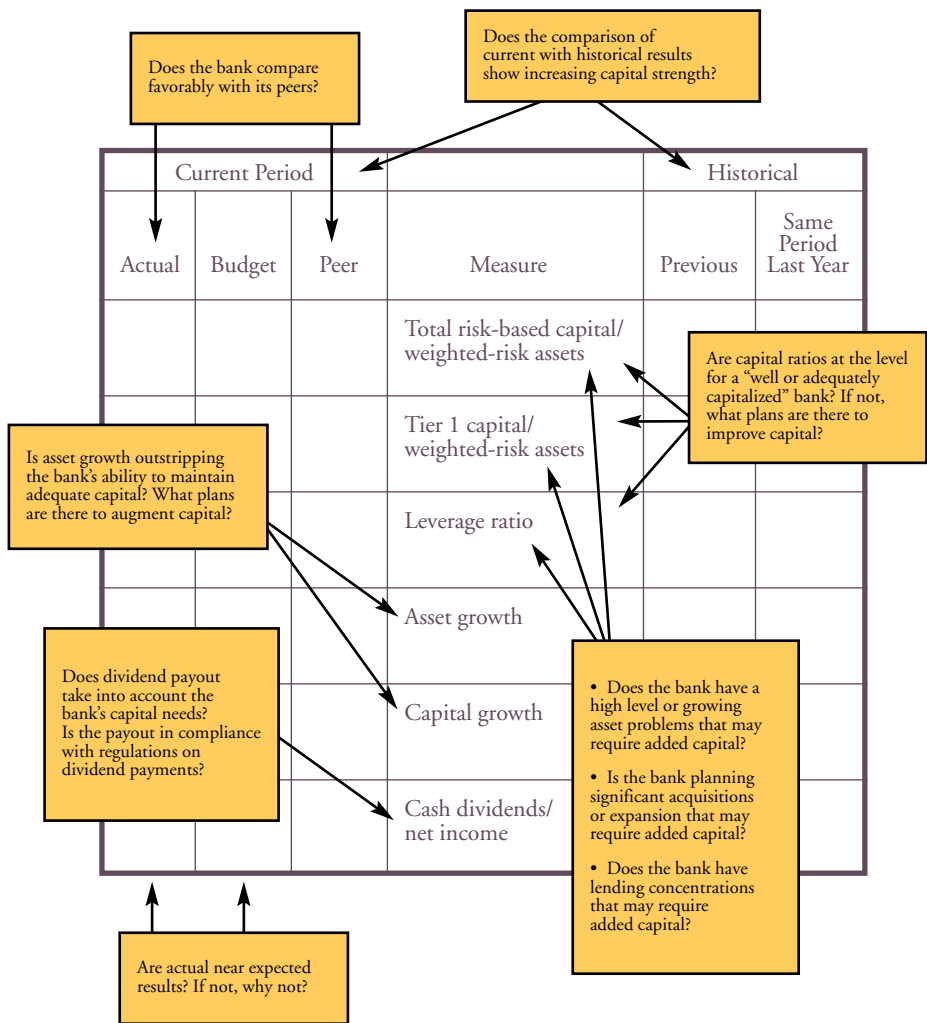 Does the bank compare
favorably with its peers?
Does the comparison of
current with historical results
show increasing capital strength?
Current Period
Historical
Actual
Budget
Peer
Measure
Previous
Same
Period
Last Year
Total risk-based capital/
weighted-risk assets
Are capital ratios at the level
for a “well or adequately
capitalized” bank? If not,
what plans are there to
improve capital?
Tier 1 capital/
weighted-risk assets
Is asset growth outstripping
the bank’s ability to maintain
adequate capital? What plans
are there to augment capital?
Leverage ratio
Asset growth
Does dividend payout
take into account the
bank’s capital needs?
Is the payout in compliance
with regulations on
dividend payments?
Capital growth
Cash dividends/
net income
• Does the bank have a
high level or growing
asset problems that may
require added capital?
• Is the bank planning
significant acquisitions
or expansion that may
require added capital?
• Does the bank have
lending concentrations
that may require
added capital?
Are actual near expected
results? If not, why not?